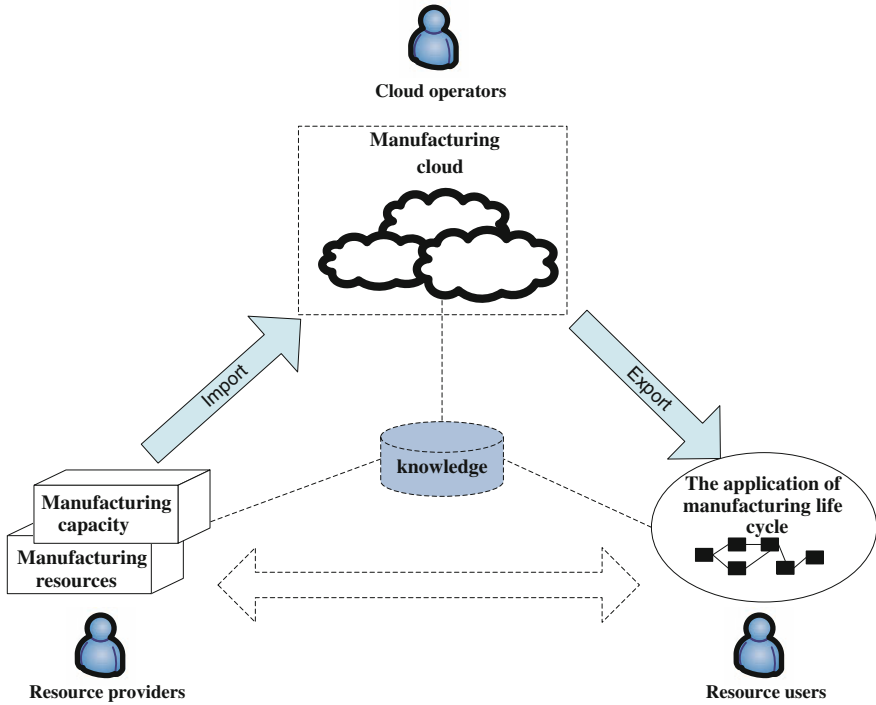 Cloud operators
Manufacturing
cloud
Import
Export
knowledge
Manufacturing
capacity
Manufacturing
resources
The application of
manufacturing life
cycle
Resource providers
Resource users